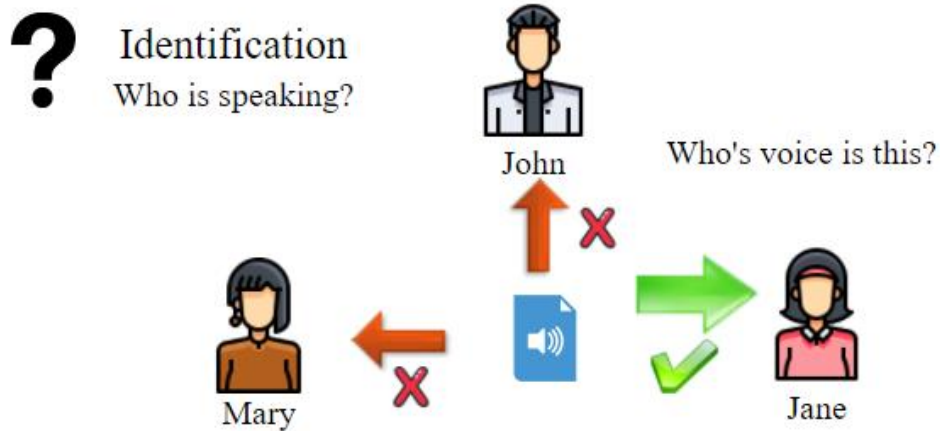 Identification
Who is speaking?
John
Who's voice is this?
Mary
Jane